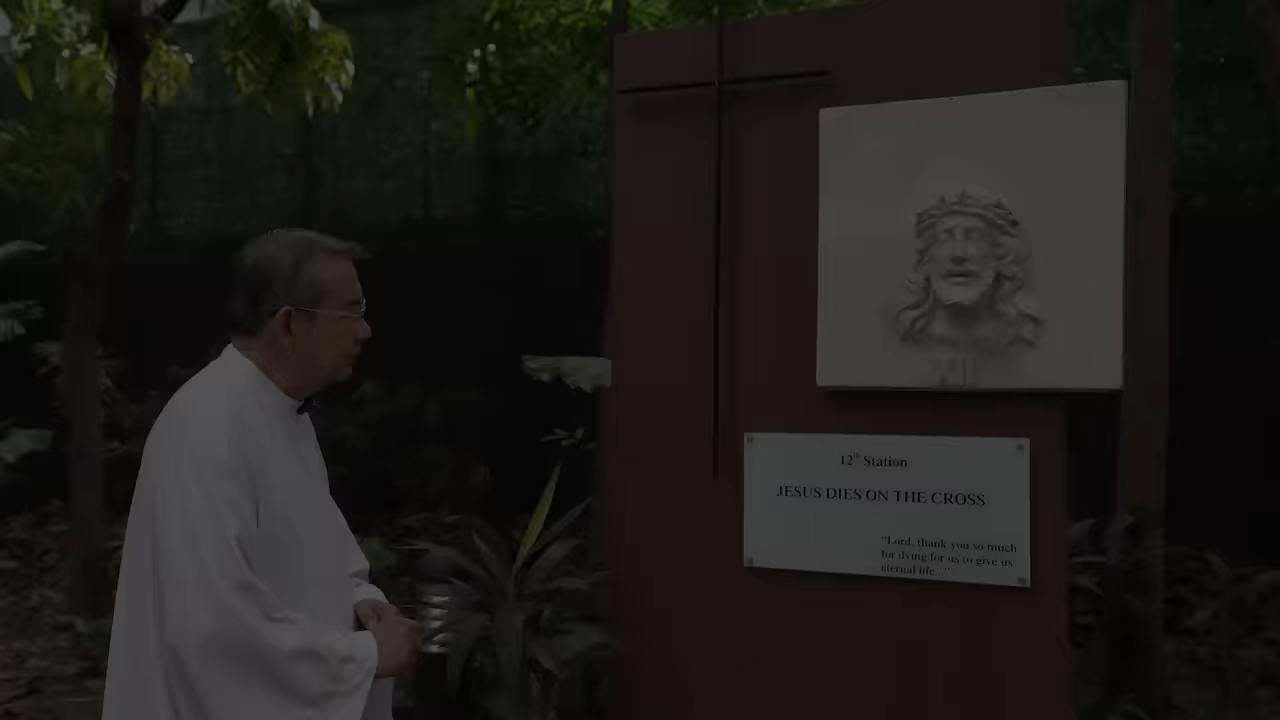 XII
12th Station
JESUS DIES ON THE CROSS
"Lord, thank you so much
for dying for us to give us
eternal life..."